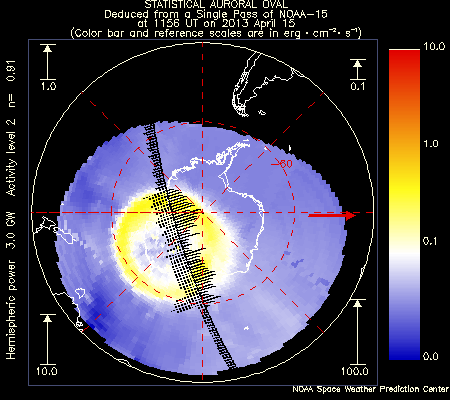 STATISTICAL AURORAL OVAL
Deduced from a Single Pass of NOAA-15
at 1156 UT on 2013 April 15
(Color bar and reference scales are in erg · cm⁻² · s⁻¹)
Hemispheric power 3.0 GW Activity level 2 n= 0.91
1.0
0.1
10.0
100.0
-60
10.0
1.0
0.1
0.0
NOAA Space Weather Prediction Center